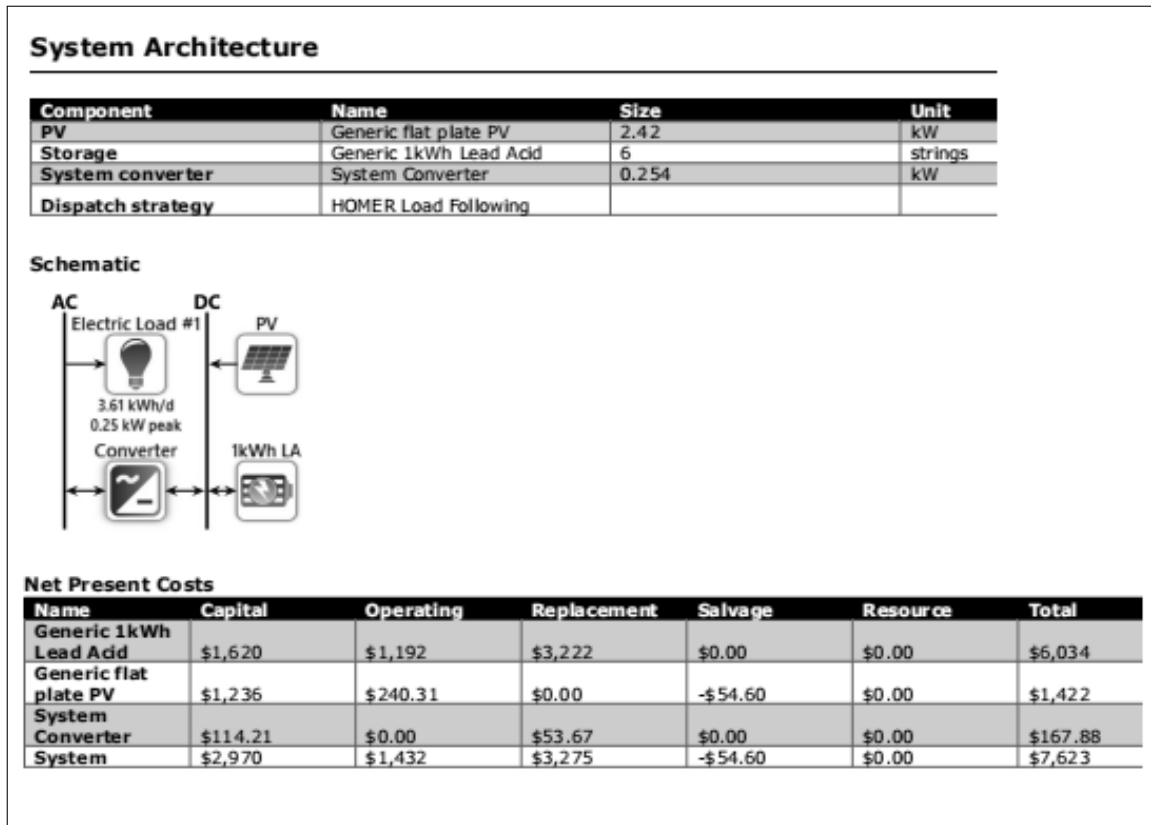 System Architecture
Component Name Size Unit
PV Generic flat plate PV 2.42 kW
Storage Generic 1kWh Lead Acid 6 strings
System converter System Converter 0.254 kW
Dispatch strategy HOMER Load Following
Schematic
AC DC
Electric Load #1 PV
3.61 kWh/d
0.25 kW peak
Converter 1kWh LA
Net Present Costs
Name Capital Operating Replacement Salvage Resource Total
Generic 1kWh
Lead Acid $1,620 $1,192 $3,222 $0.00 $0.00 $6,034
Generic flat
plate PV $1,236 $240.31 $0.00 -$54.60 $0.00 $1,422
System
Converter $114.21 $0.00 $53.67 $0.00 $0.00 $167.88
System $2,970 $1,432 $3,275 -$54.60 $0.00 $7,623